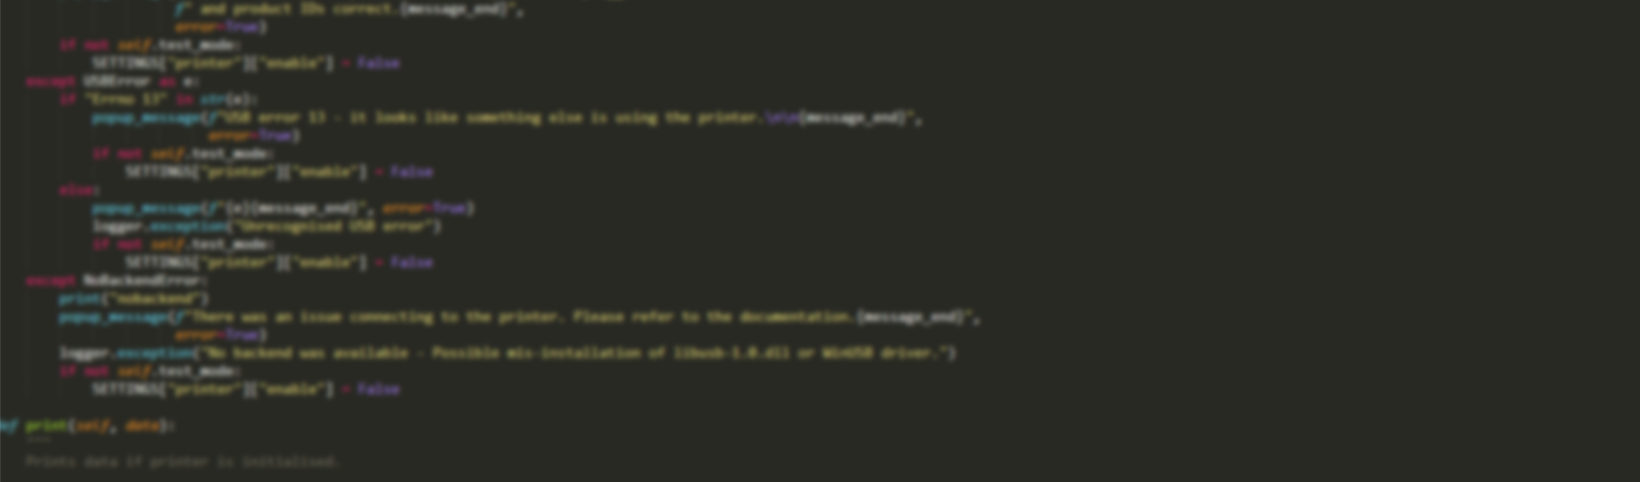 f" and product IDs correct.{message_end}",
error=True)
if not self.test_mode:
SETTINGS["printer"]["enable"] = False
except USBError as e:
if "Errno 13" in str(e):
popup_message(f"USB error 13 - it looks like something else is using the printer.\n\n{message_end}",
error=True)
if not self.test_mode:
SETTINGS["printer"]["enable"] = False
else:
popup_message(f"{e}{message_end}", error=True)
logger.exception("Unrecognised USB error")
if not self.test_mode:
SETTINGS["printer"]["enable"] = False
except NoBackendError:
print("nobackend")
popup_message(f"There was an issue connecting to the printer. Please refer to the documentation.{message_end}",
error=True)
logger.exception("No backend was available - Possible mis-installation of libusb-1.0.dll or WinUSB driver.")
if not self.test_mode:
SETTINGS["printer"]["enable"] = False
def print(self, data):
"""
Prints data if printer is initialised.